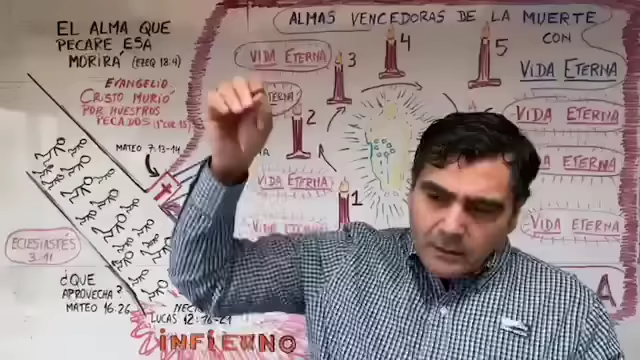 EL ALMA QUE
PECARE ESA
MORIRÁ (EZEQ 18:4)
EVANGELIO
CRISTO MURIÓ
POR NUESTROS
PECADOS
MATEO 7:13-14
ECLESIASTÉS
3:11
¿QUE
APROVECHA?
MATEO 16:26
LUCAS 12:16-21
INFIERNO
ALMAS VENCEDORAS DE LA MUERTE
CON
VIDA ETERNA
VIDA ETERNA
ETERNA
VIDA ETERNA
VIDA ETERNA
VIDA ETERNA
ETERNA
VIDA ETERNA
1
2
3
4
5
A